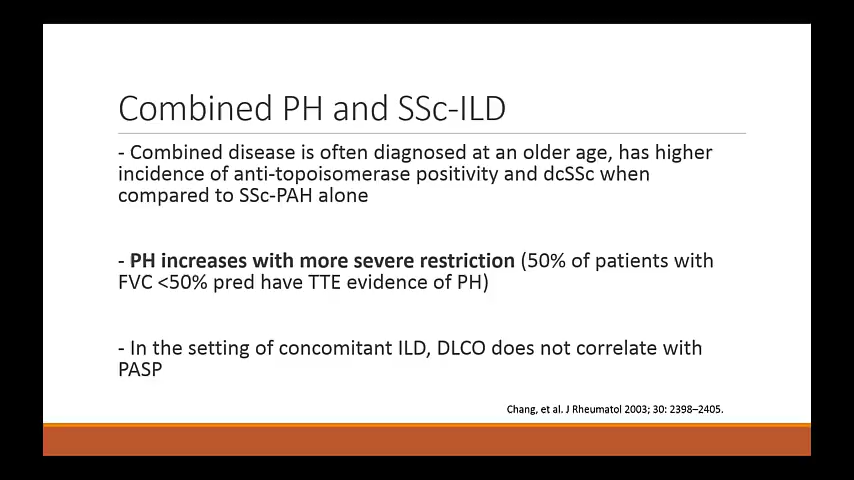 Combined PH and SSc-ILD
- Combined disease is often diagnosed at an older age, has higher
incidence of anti-topoisomerase positivity and dcSSc when
compared to SSc-PAH alone
- PH increases with more severe restriction (50% of patients with
FVC <50% pred have TTE evidence of PH)
- In the setting of concomitant ILD, DLCO does not correlate with
PASP
Chang, et al. J Rheumatol 2003; 30: 2398–2405.